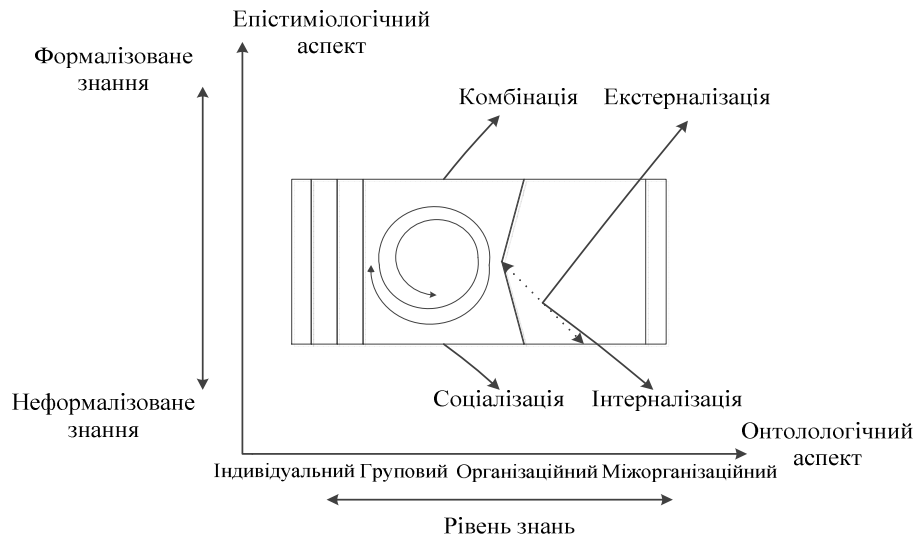 Епістиміологічний
аспект
Формалізоване
знання
Комбінація
Екстерналізація
Неформалізоване
знання
Соціалізація
Інтерналізація
Онтолологічний
аспект
Індивідуальний Груповий Організаційний Міжорганізаційний
Рівень знань